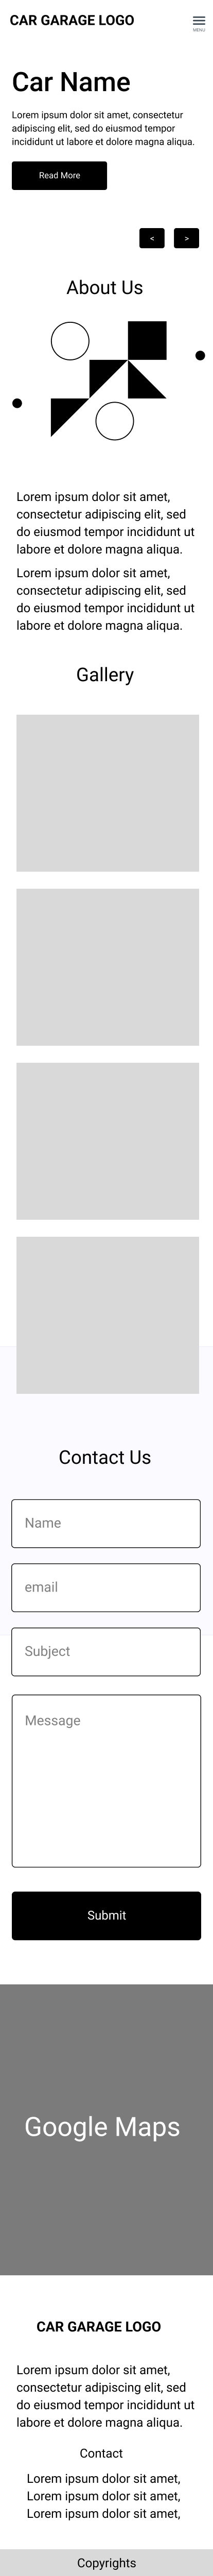 CAR GARAGE LOGO
MENU
Car Name
Lorem ipsum dolor sit amet, consectetur
adipiscing elit, sed do eiusmod tempor
incididunt ut labore et dolore magna aliqua.
Read More
< >
About Us
Lorem ipsum dolor sit amet,
consectetur adipiscing elit, sed
do eiusmod tempor incididunt ut
labore et dolore magna aliqua.
Lorem ipsum dolor sit amet,
consectetur adipiscing elit, sed
do eiusmod tempor incididunt ut
labore et dolore magna aliqua.
Gallery
Contact Us
Name
email
Subject
Message
Submit
Google Maps
CAR GARAGE LOGO
Lorem ipsum dolor sit amet,
consectetur adipiscing elit, sed
do eiusmod tempor incididunt ut
labore et dolore magna aliqua.
Contact
Lorem ipsum dolor sit amet,
Lorem ipsum dolor sit amet,
Lorem ipsum dolor sit amet,
Copyrights